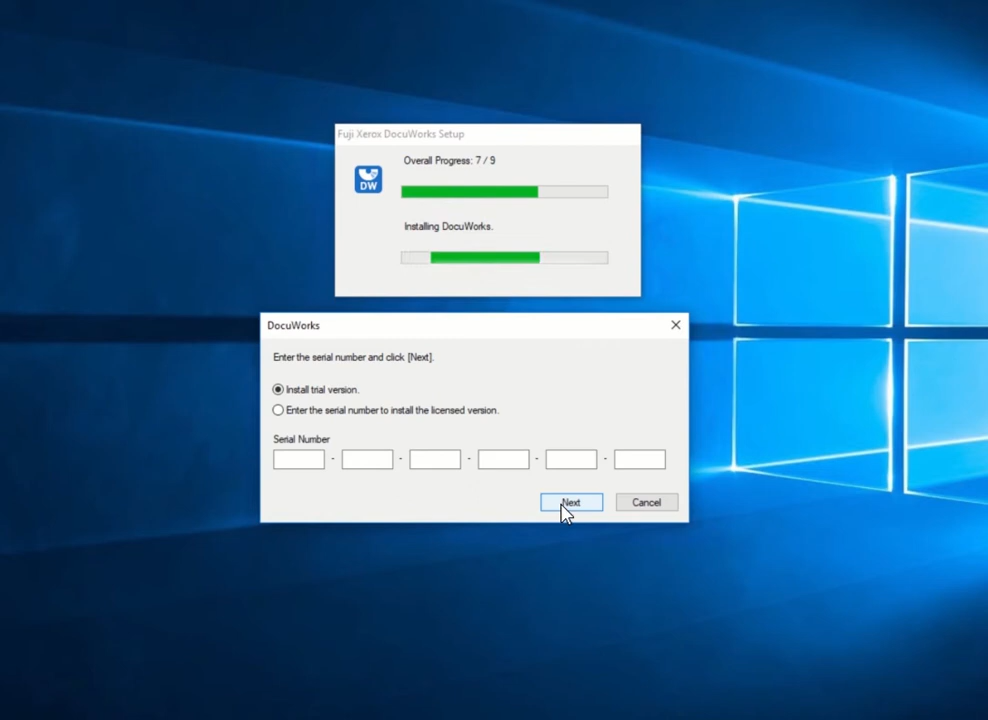 Fuji Xerox DocuWorks Setup
Overall Progress: 7 / 9
DW
Installing DocuWorks.
DocuWorks
Enter the serial number and click [Next].
Install trial version.
Enter the serial number to install the licensed version.
Serial Number
- - - - -
Next Cancel